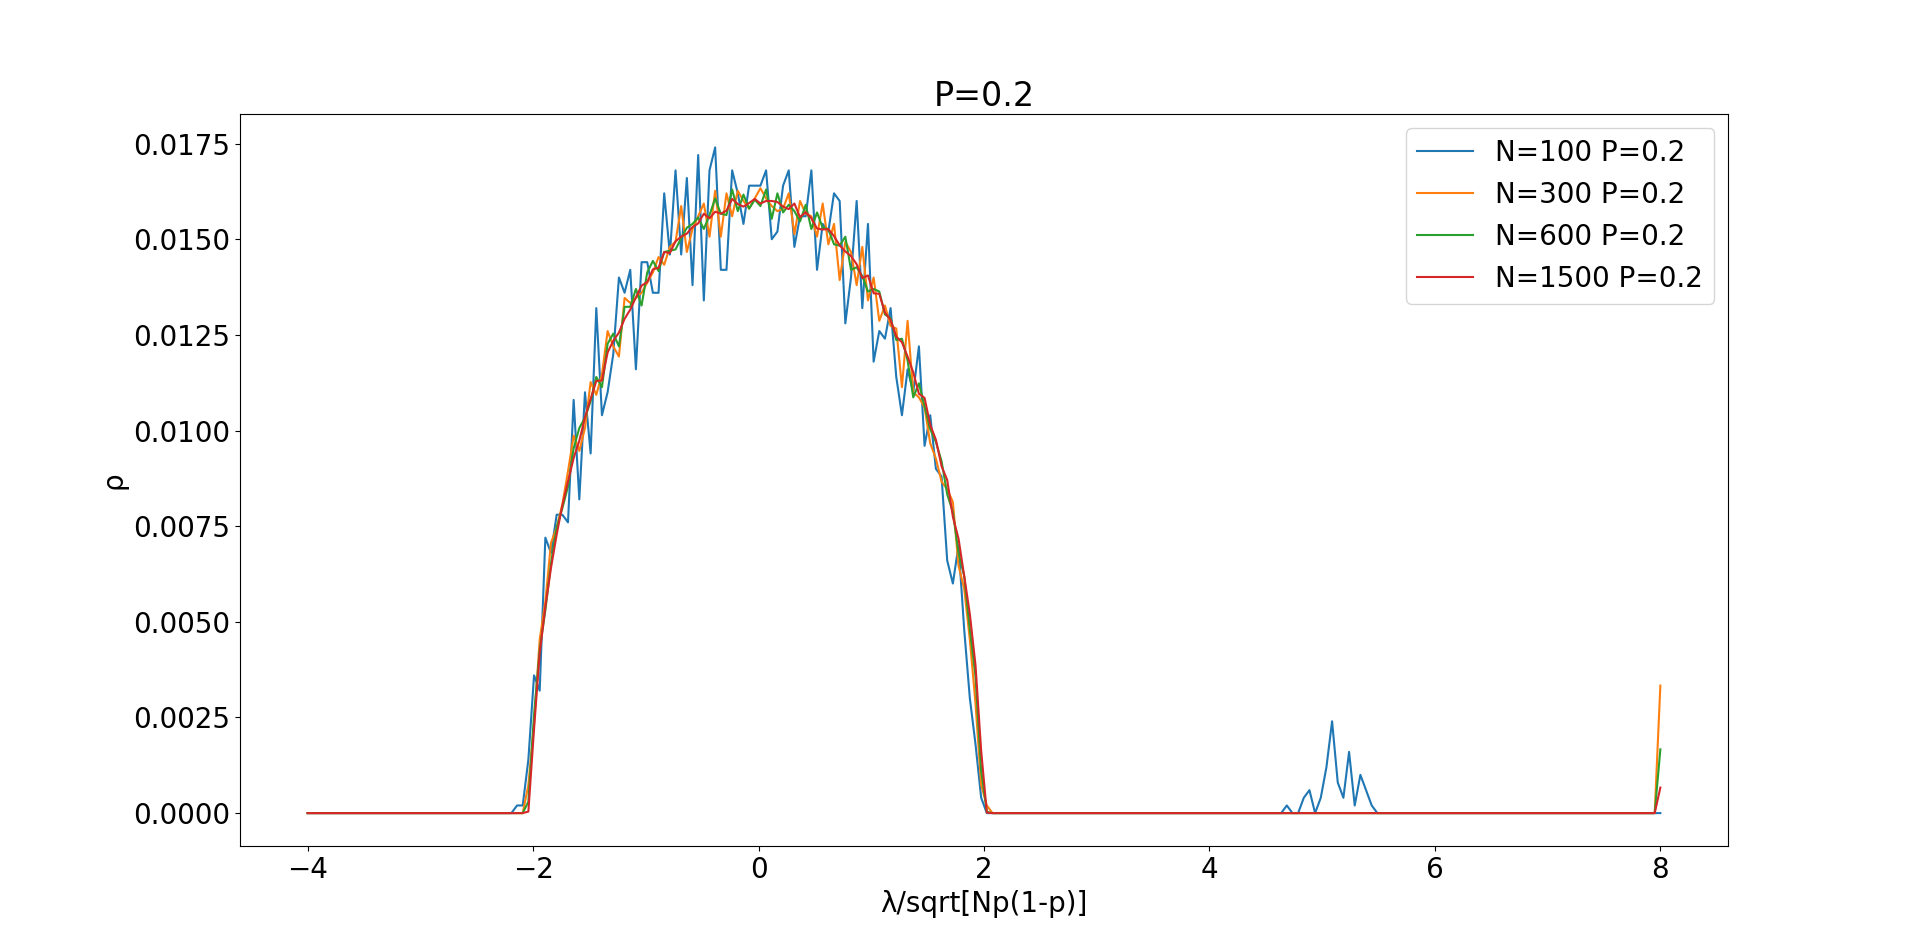 P=0.2
0.0175
0.0150
0.0125
0.0100
0.0075
0.0050
0.0025
0.0000
ρ
N=100 P=0.2
N=300 P=0.2
N=600 P=0.2
N=1500 P=0.2
−4 −2 0 2 4 6 8
λ/sqrt[Np(1-p)]